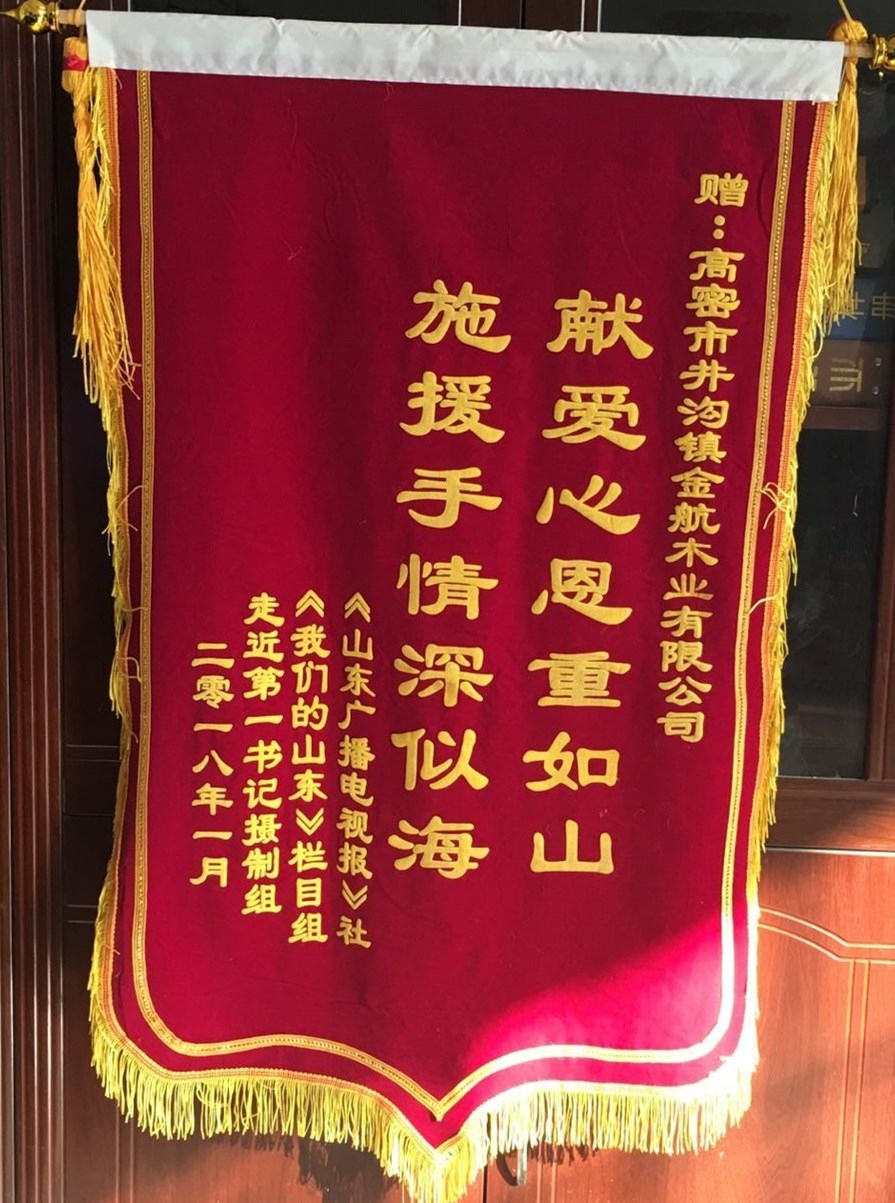 赠：高密市井沟镇金航木业有限公司
献爱心恩重如山
施援手情深似海
《山东广播电视报》社
《我们的山东》栏目组
走近第一书记摄制组
二零一八年一月